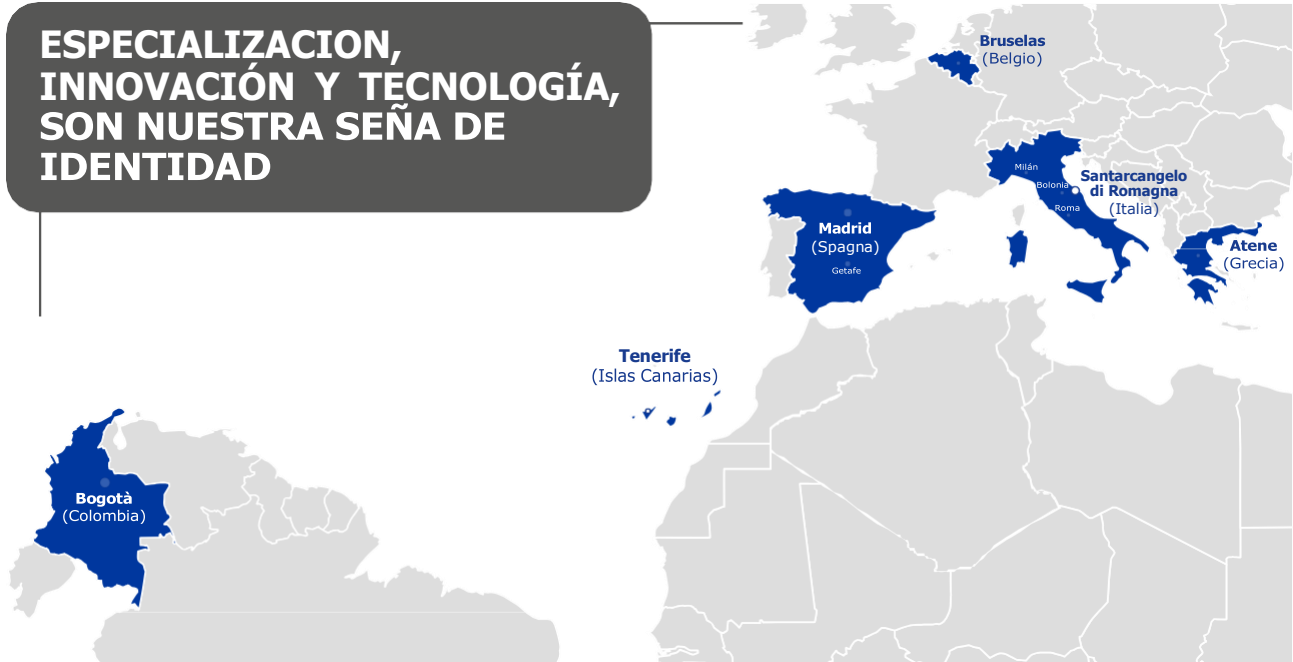 ESPECIALIZACION,
INNOVACIÓN Y TECNOLOGÍA,
SON NUESTRA SEÑA DE
IDENTIDAD
Bruselas
(Belgio)
Milán
Bolonia
Roma
Santarcangelo
di Romagna
(Italia)
Madrid
(Spagna)
Getafe
Atene
(Grecia)
Tenerife
(Islas Canarias)
Bogotà
(Colombia)